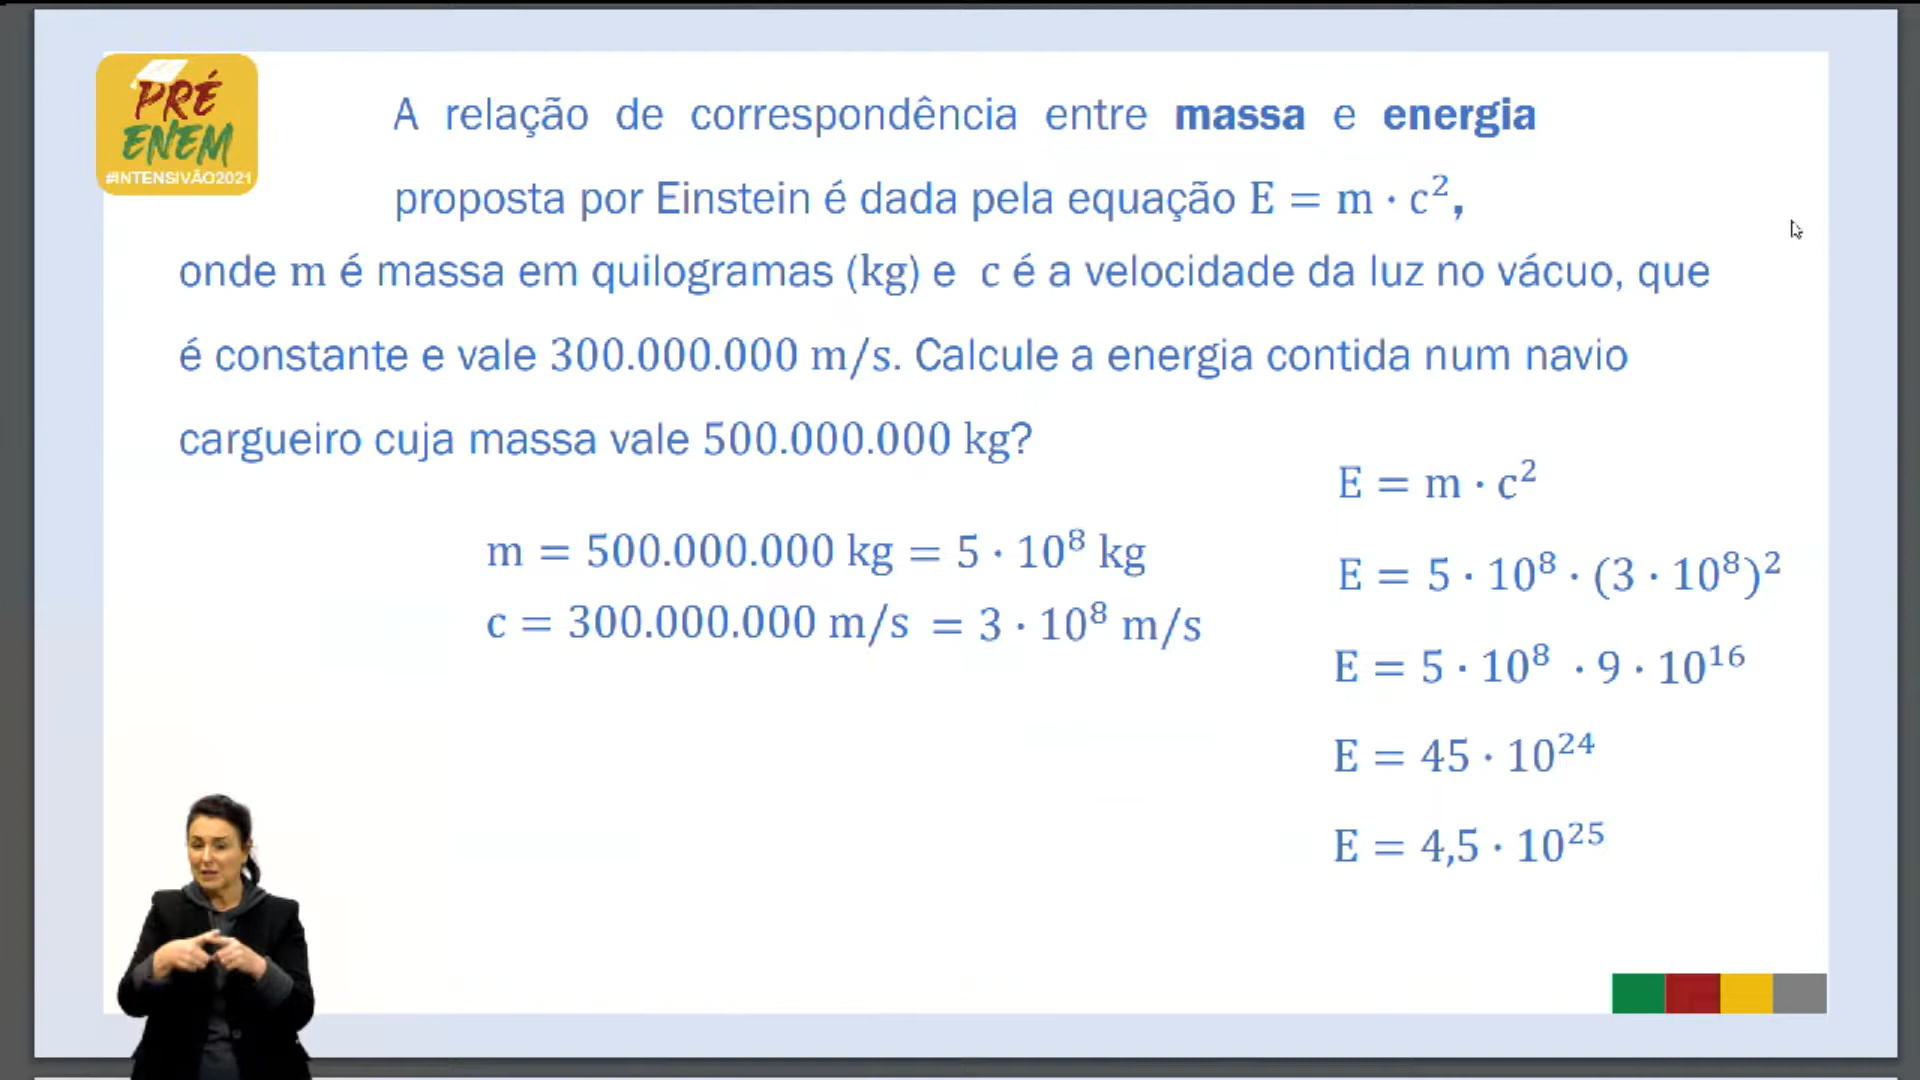 PRÉ
ENEM
#INTENSIVÃO2021
A relação de correspondência entre massa e energia
proposta por Einstein é dada pela equação E = m · c²,
onde m é massa em quilogramas (kg) e c é a velocidade da luz no vácuo, que
é constante e vale 300.000.000 m/s. Calcule a energia contida num navio
cargueiro cuja massa vale 500.000.000 kg?
m = 500.000.000 kg = 5 · 10⁸ kg
c = 300.000.000 m/s = 3 · 10⁸ m/s
E = m · c²
E = 5 · 10⁸ · (3 · 10⁸)²
E = 5 · 10⁸ · 9 · 10¹⁶
E = 45 · 10²⁴
E = 4,5 · 10²⁵